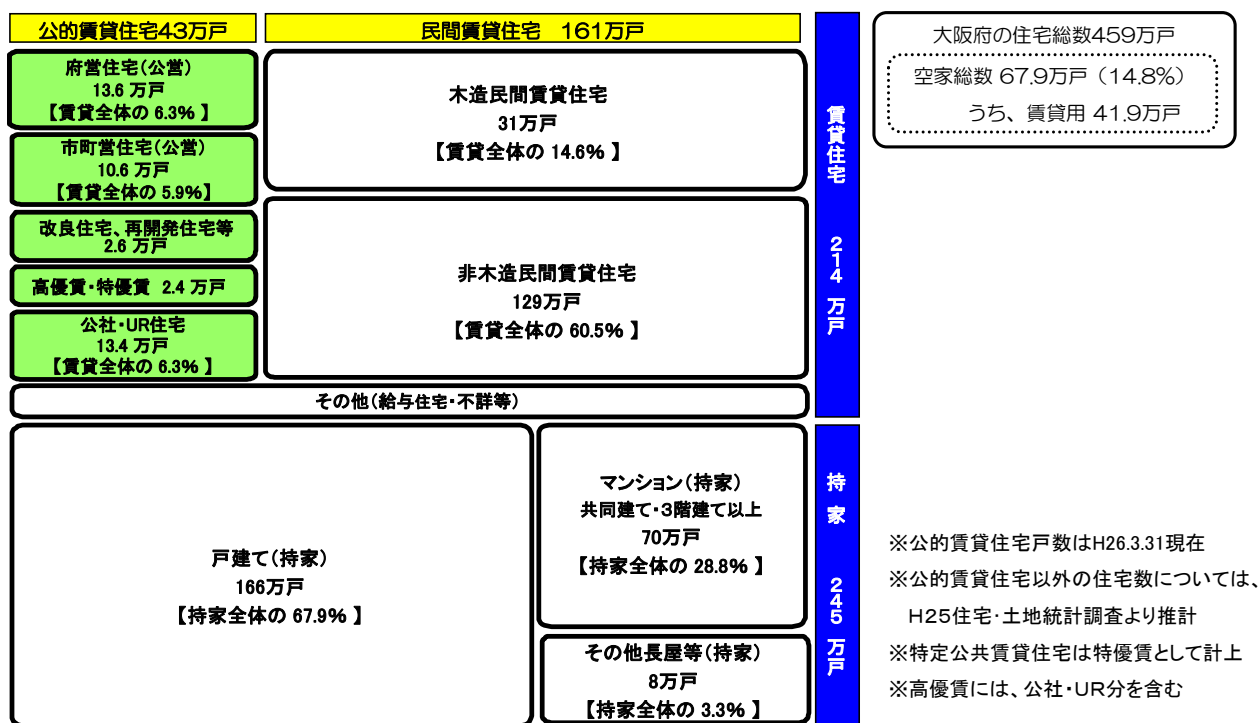 公的賃貸住宅43万戸
民間賃貸住宅　161万戸
府営住宅(公営)
13.6 万戸
【賃貸全体の 6.3% 】
市町営住宅(公営)
10.6 万戸
【賃貸全体の 5.9%】
改良住宅、再開発住宅等
2.6 万戸
高優賃・特優賃 2.4 万戸
公社・UR住宅
13.4 万戸
【賃貸全体の 6.3% 】
木造民間賃貸住宅
31万戸
【賃貸全体の 14.6% 】
非木造民間賃貸住宅
129万戸
【賃貸全体の 60.5% 】
その他(給与住宅・不詳等)
賃貸住宅　214万戸
戸建て(持家)
166万戸
【持家全体の 67.9% 】
マンション(持家)
共同建て・3階建て以上
70万戸
【持家全体の 28.8% 】
その他長屋等(持家)
8万戸
【持家全体の 3.3% 】
持家　245万戸
大阪府の住宅総数459万戸
空家総数 67.9万戸（14.8%）
うち、賃貸用 41.9万戸
※公的賃貸住宅戸数はH26.3.31現在
※公的賃貸住宅以外の住宅数については、
H25住宅・土地統計調査より推計
※特定公共賃貸住宅は特優賃として計上
※高優賃には、公社・UR分を含む